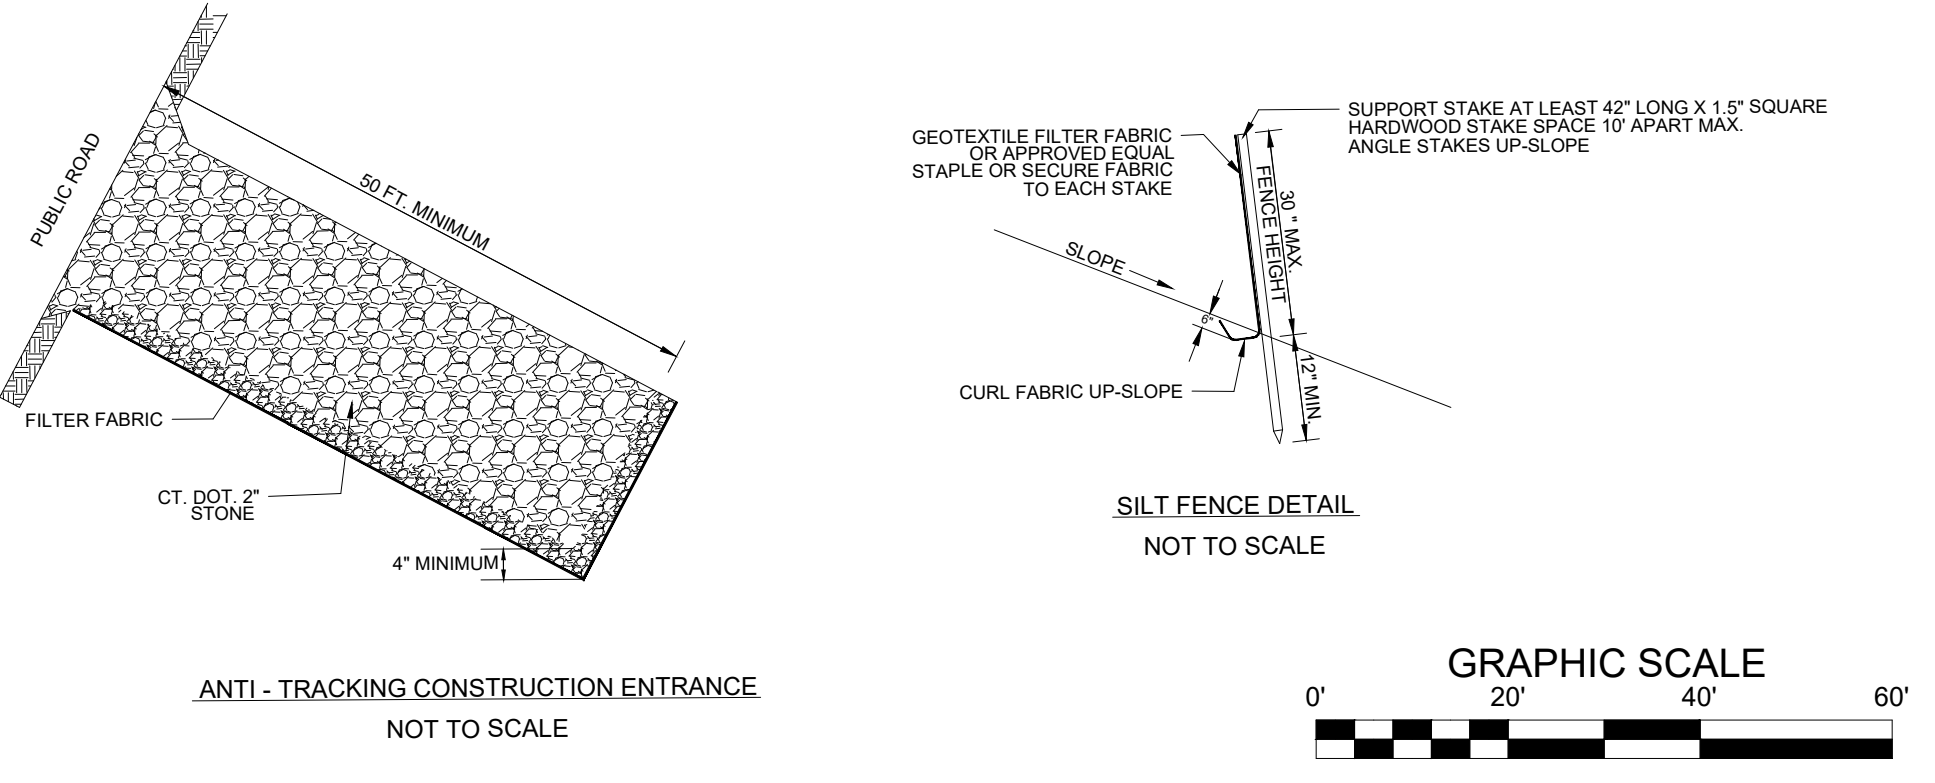 PUBLIC ROAD
50 FT. MINIMUM
FILTER FABRIC
CT. DOT. 2"
STONE
4" MINIMUM
ANTI - TRACKING CONSTRUCTION ENTRANCE
NOT TO SCALE
GEOTEXTILE FILTER FABRIC
OR APPROVED EQUAL
STAPLE OR SECURE FABRIC
TO EACH STAKE
SUPPORT STAKE AT LEAST 42" LONG X 1.5" SQUARE
HARDWOOD STAKE SPACE 10' APART MAX.
ANGLE STAKES UP-SLOPE
30 " MAX.
FENCE HEIGHT
SLOPE
6"
12" MIN.
CURL FABRIC UP-SLOPE
SILT FENCE DETAIL
NOT TO SCALE
GRAPHIC SCALE
0' 20' 40' 60'